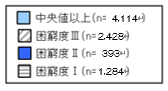 中央値以上(n= 4,114)
困窮度Ⅲ(n=2,428)
困窮度Ⅱ(n= 393)
困窮度Ⅰ(n=1,284)